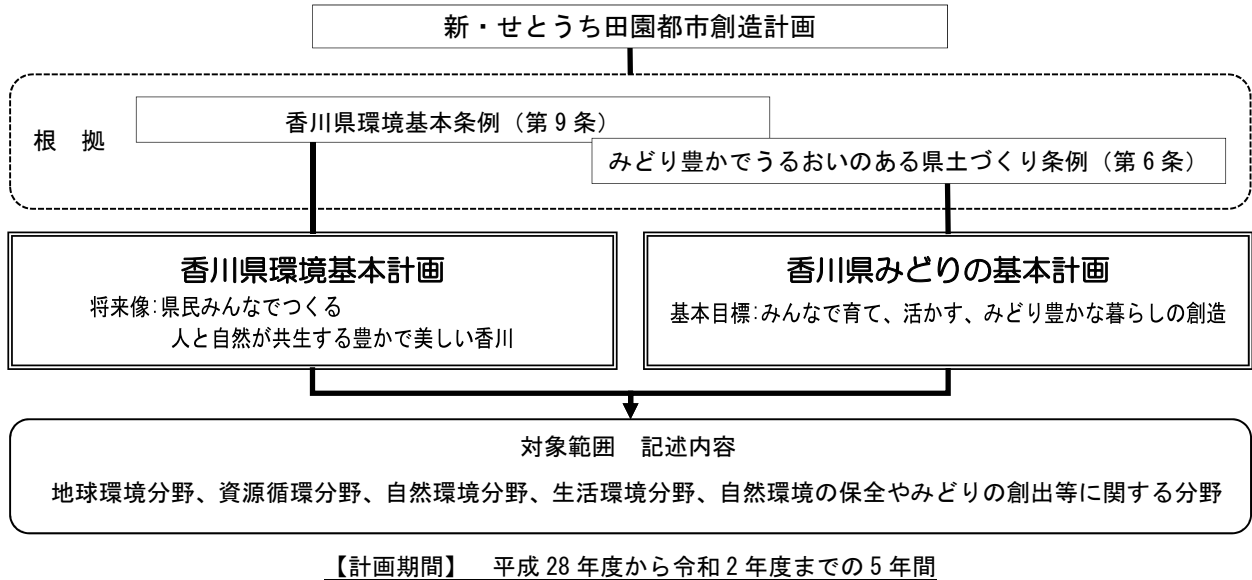 新・せとうち田園都市創造計画
根　拠
香川県環境基本条例（第９条）
みどり豊かでうるおいのある県土づくり条例（第６条）
香川県環境基本計画
将来像:県民みんなでつくる
人と自然が共生する豊かで美しい香川
香川県みどりの基本計画
基本目標:みんなで育て、活かす、みどり豊かな暮らしの創造
対象範囲　記述内容
地球環境分野、資源循環分野、自然環境分野、生活環境分野、自然環境の保全やみどりの創出等に関する分野
【計画期間】　平成 28 年度から令和２年度までの５年間